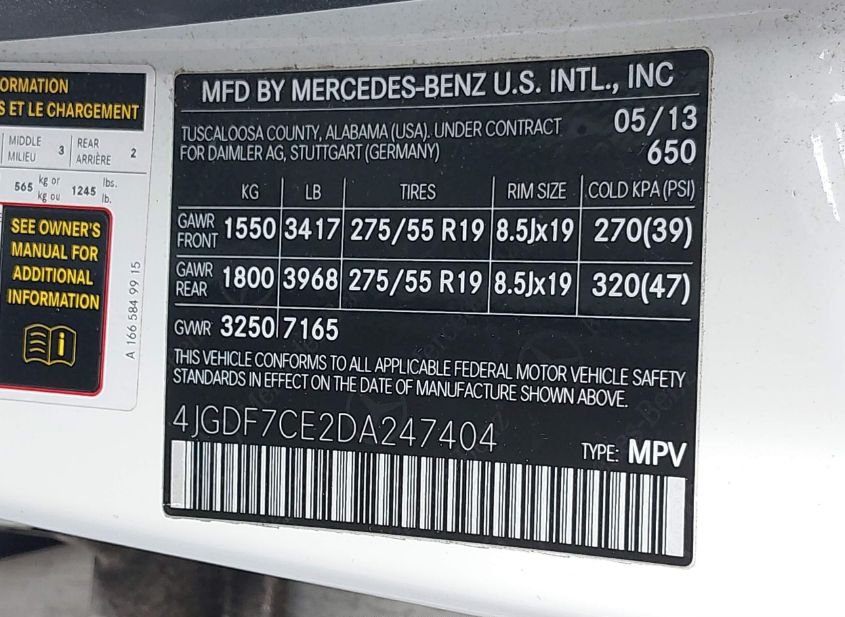 ORMATION
S ET LE CHARGEMENT
MIDDLE
MILIEU
3
REAR
ARRIÈRE
2
565 kg or
kg ou 1245 lbs.
lb.
SEE OWNER'S
MANUAL FOR
ADDITIONAL
INFORMATION
i
A 166 584 99 15
MFD BY MERCEDES-BENZ U.S. INTL., INC
TUSCALOOSA COUNTY, ALABAMA (USA). UNDER CONTRACT
FOR DAIMLER AG, STUTTGART (GERMANY)
05/13
650
KG LB TIRES RIM SIZE COLD KPA (PSI)
GAWR
FRONT 1550 3417 275/55 R19 8.5Jx19 270(39)
GAWR
REAR 1800 3968 275/55 R19 8.5Jx19 320(47)
GVWR 3250 7165
THIS VEHICLE CONFORMS TO ALL APPLICABLE FEDERAL MOTOR VEHICLE SAFETY
STANDARDS IN EFFECT ON THE DATE OF MANUFACTURE SHOWN ABOVE.
4JGDF7CE2DA247404
TYPE: MPV